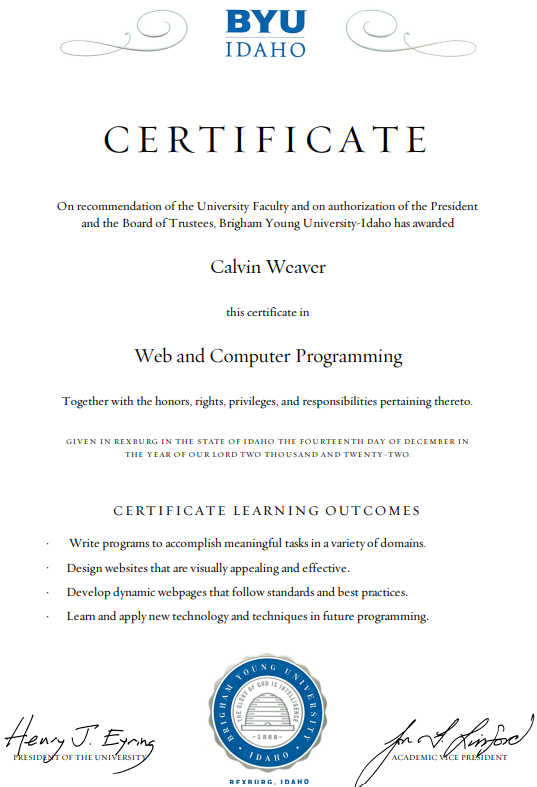 BYU
IDAHO
CERTIFICATE
On recommendation of the University Faculty and on authorization of the President
and the Board of Trustees, Brigham Young University-Idaho has awarded
Calvin Weaver
this certificate in
Web and Computer Programming
Together with the honors, rights, privileges, and responsibilities pertaining thereto.
GIVEN IN REXBURG IN THE STATE OF IDAHO THE FOURTEENTH DAY OF DECEMBER IN
THE YEAR OF OUR LORD TWO THOUSAND AND TWENTY-TWO.
CERTIFICATE LEARNING OUTCOMES
· Write programs to accomplish meaningful tasks in a variety of domains.
· Design websites that are visually appealing and effective.
· Develop dynamic webpages that follow standards and best practices.
· Learn and apply new technology and techniques in future programming.
BRIGHAM YOUNG UNIVERSITY
THE GLORY OF GOD IS INTELLIGENCE
-1888-
• IDAHO •
REXBURG, IDAHO
Henry J. Eyring
PRESIDENT OF THE UNIVERSITY
Jon L. Linford
ACADEMIC VICE PRESIDENT